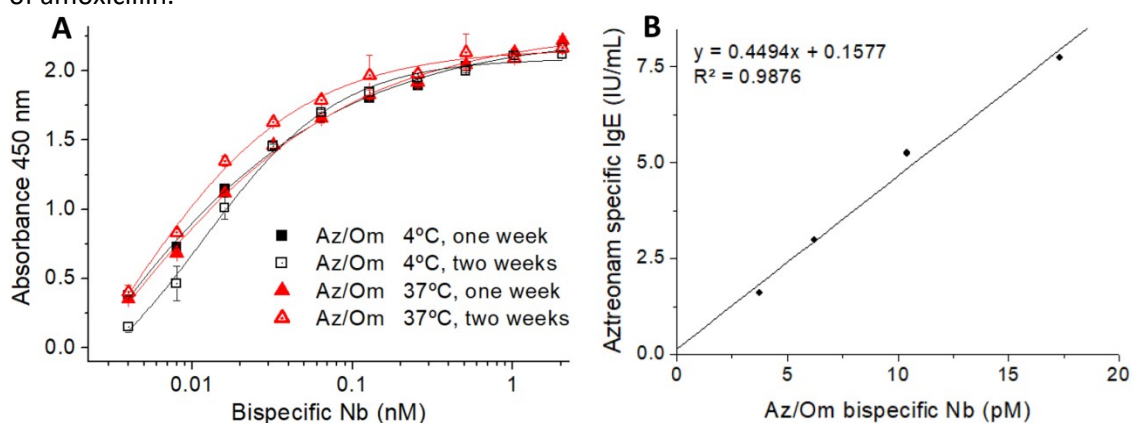 of amoxicillin.
A
B
2.0
1.5
1.0
0.5
0.0
Absorbance 450 nm
Az/Om 4ºC, one week
Az/Om 4ºC, two weeks
Az/Om 37ºC, one week
Az/Om 37ºC, two weeks
0.01 0.1 1
Bispecific Nb (nM)
y = 0.4494x + 0.1577
R² = 0.9876
7.5
5.0
2.5
0.0
Aztreonam specific IgE (IU/mL)
0 5 10 15 20
Az/Om bispecific Nb (pM)